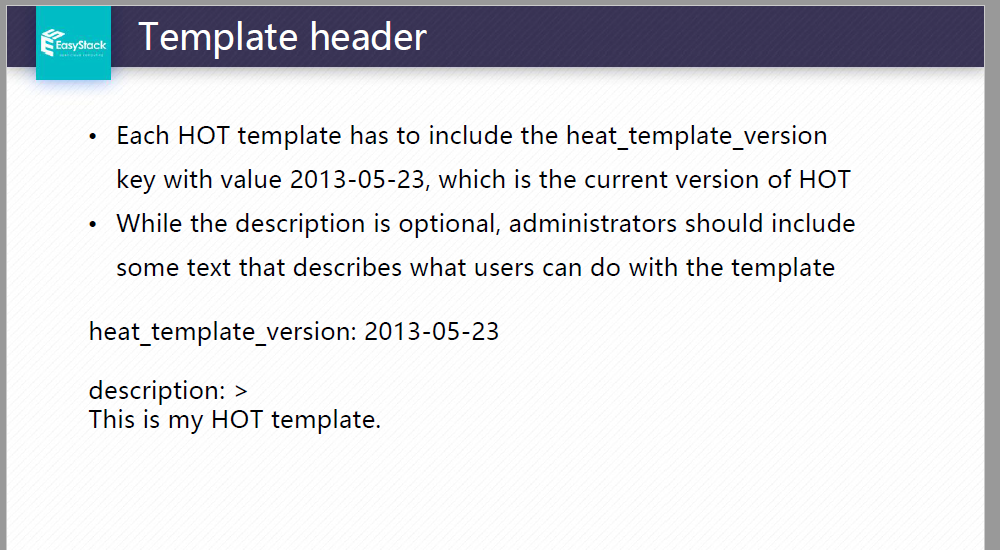 EasyStack
Template header
• Each HOT template has to include the heat_template_version
key with value 2013-05-23, which is the current version of HOT
• While the description is optional, administrators should include
some text that describes what users can do with the template
heat_template_version: 2013-05-23
description: >
This is my HOT template.